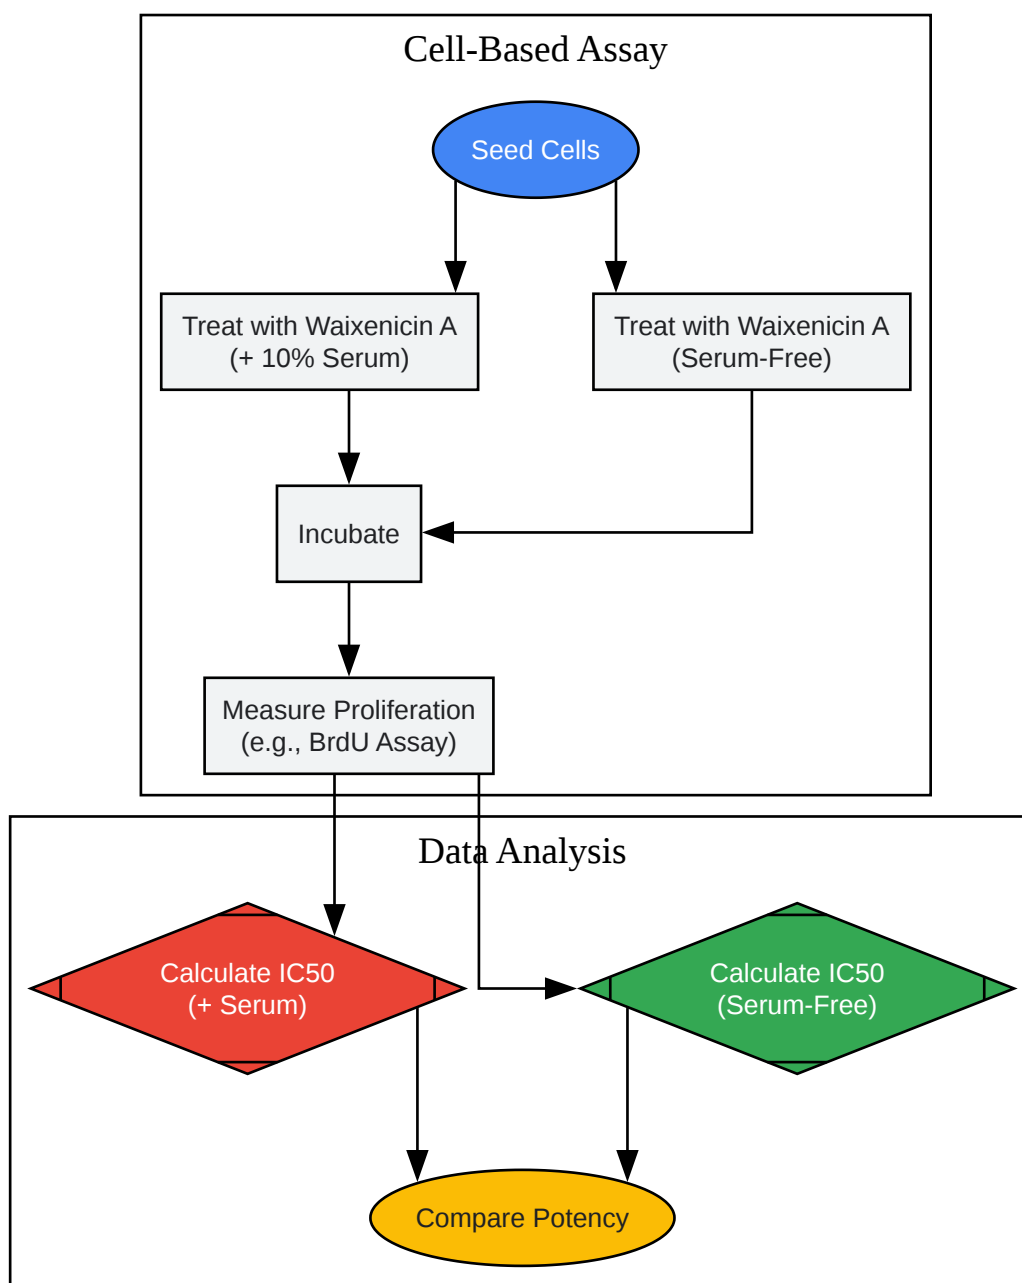 Cell-Based Assay
Seed Cells
Treat with Waixenicin A
(+ 10% Serum)
Treat with Waixenicin A
(Serum-Free)
Incubate
Measure Proliferation
(e.g., BrdU Assay)
Data Analysis
Calculate IC50
(+ Serum)
Calculate IC50
(Serum-Free)
Compare Potency